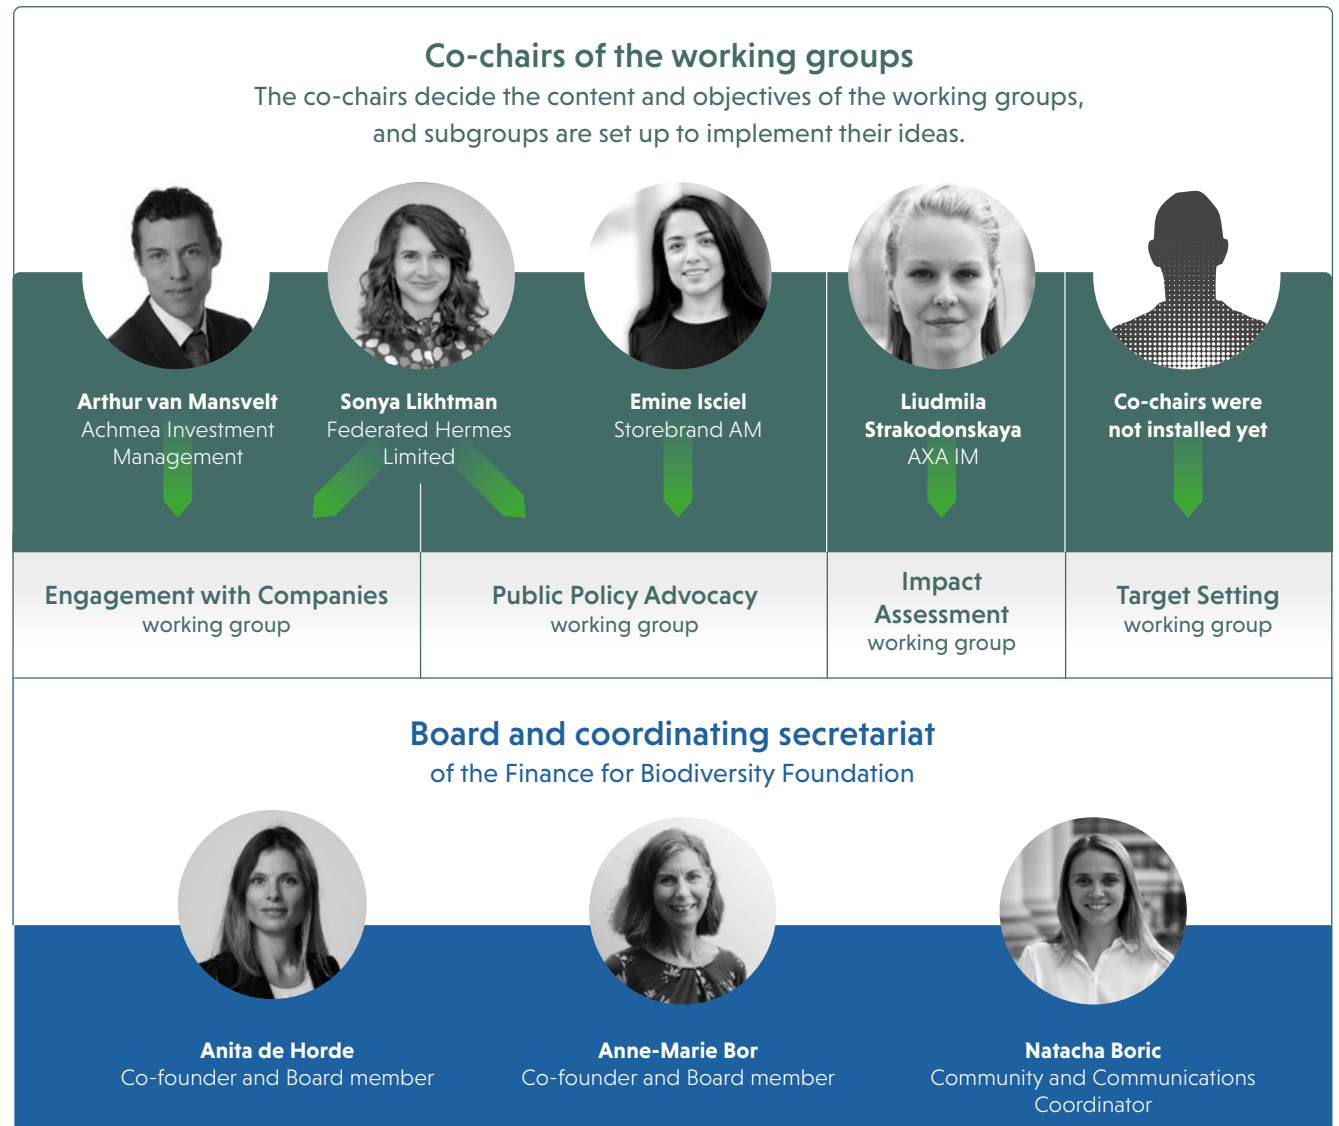 Co-chairs of the working groups
The co-chairs decide the content and objectives of the working groups,
and subgroups are set up to implement their ideas.
Arthur van Mansvelt
Achmea Investment
Management
Sonya Likhtman
Federated Hermes
Limited
Emine Isciel
Storebrand AM
Liudmila
Strakodonskaya
AXA IM
Co-chairs were
not installed yet
Engagement with Companies
working group
Public Policy Advocacy
working group
Impact
Assessment
working group
Target Setting
working group
Board and coordinating secretariat
of the Finance for Biodiversity Foundation
Anita de Horde
Co-founder and Board member
Anne-Marie Bor
Co-founder and Board member
Natacha Boric
Community and Communications
Coordinator